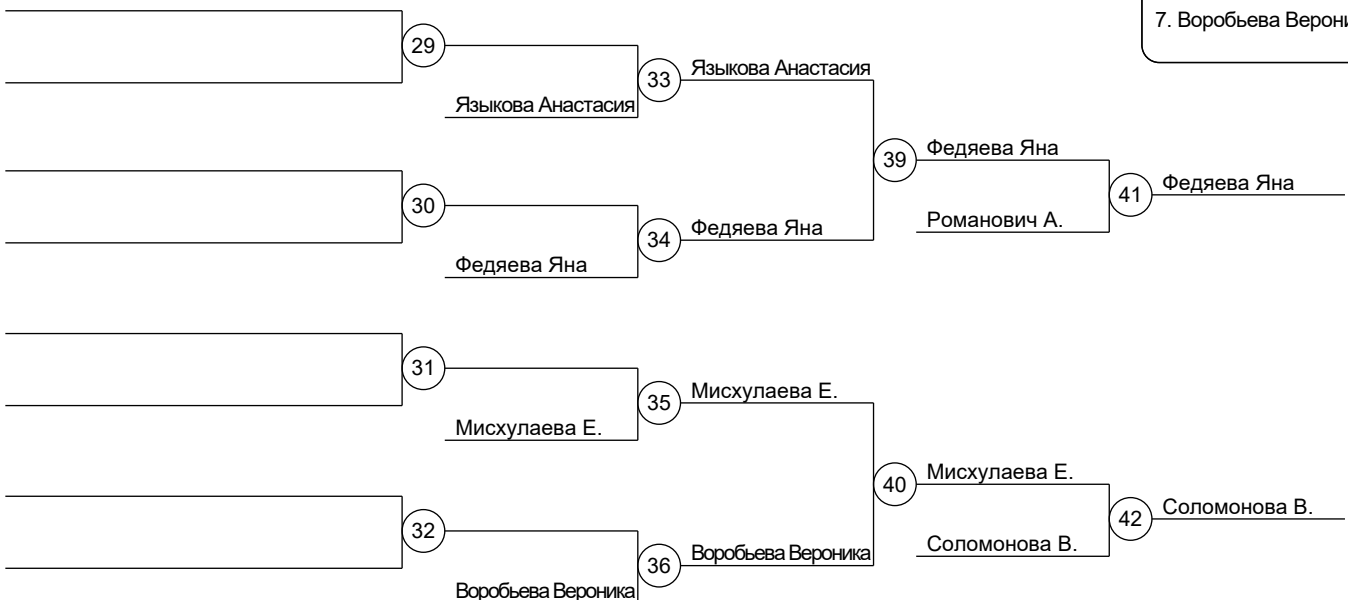 7. Воробьева
29
33
Языкова Анастасия
Языкова Анастасия
39
Федяева Яна
41
Федяева Яна
30
34
Федяева Яна
Романович А.
Федяева Яна
31
35
Мисхулаева Е.
Мисхулаева Е.
40
Мисхулаева Е.
42
Соломонова В.
32
36
Воробьева Вероника
Соломонова В.
Воробьева Вероника